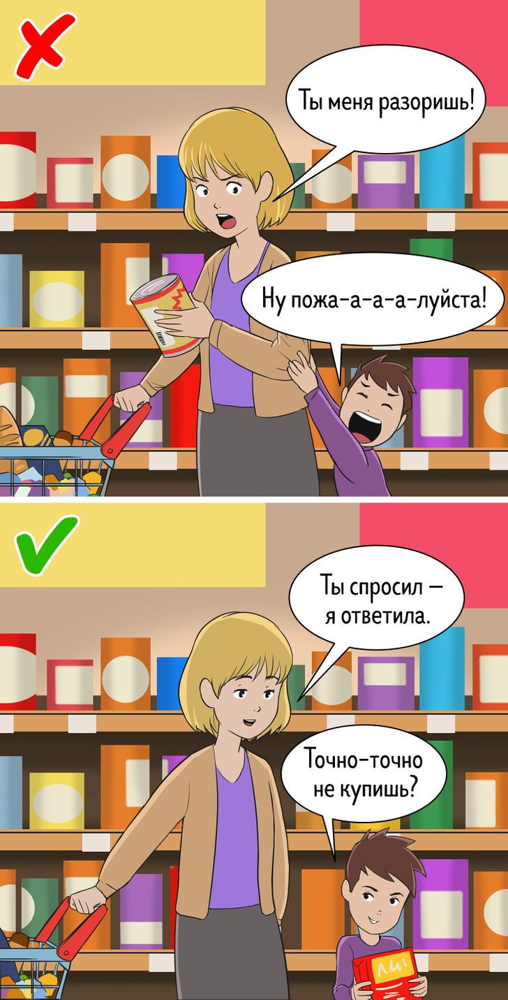 Ты меня разоришь!
Ну пожа-а-а-а-луйста!
Ты спросил –
я ответила.
Точно-точно
не купишь?